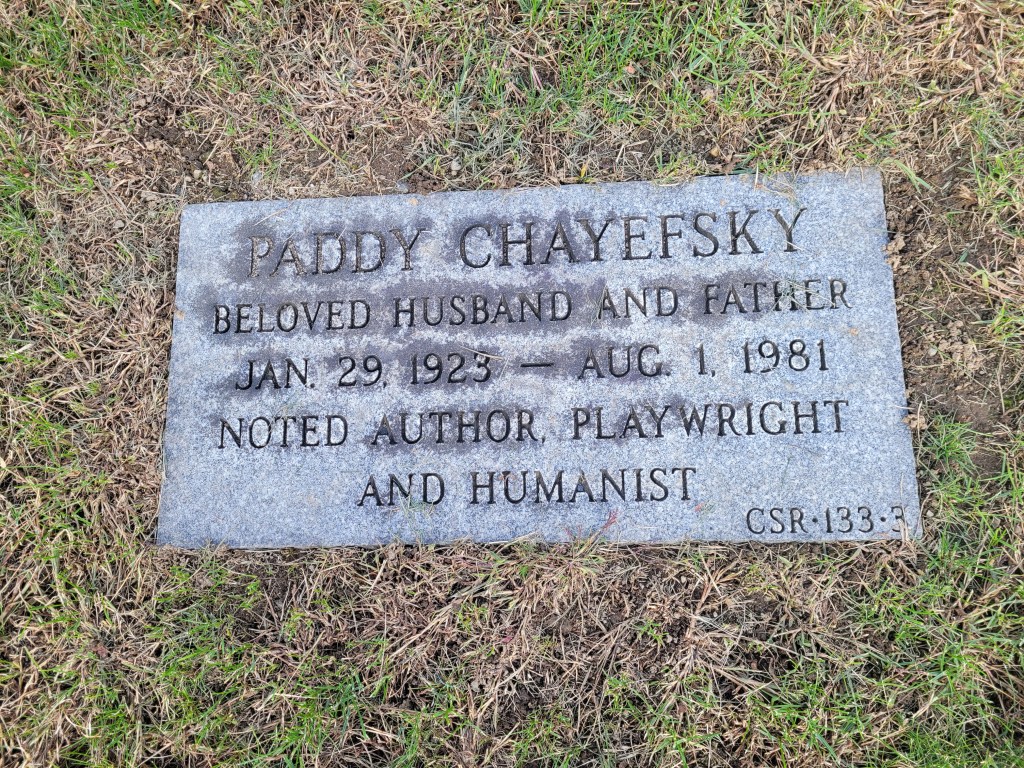 PADDY CHAYEFSKY
BELOVED HUSBAND AND FATHER
JAN. 29, 1923 — AUG. 1, 1981
NOTED AUTHOR, PLAYWRIGHT
AND HUMANIST
CSR·133·3